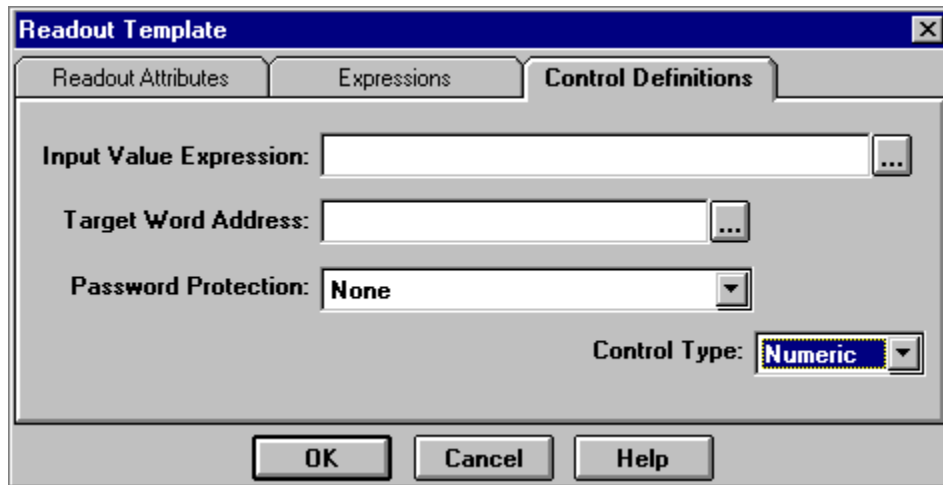 Readout Template
Readout Attributes Expressions Control Definitions
Input Value Expression: ...
Target Word Address: ...
Password Protection: None
Control Type: Numeric
OK Cancel Help